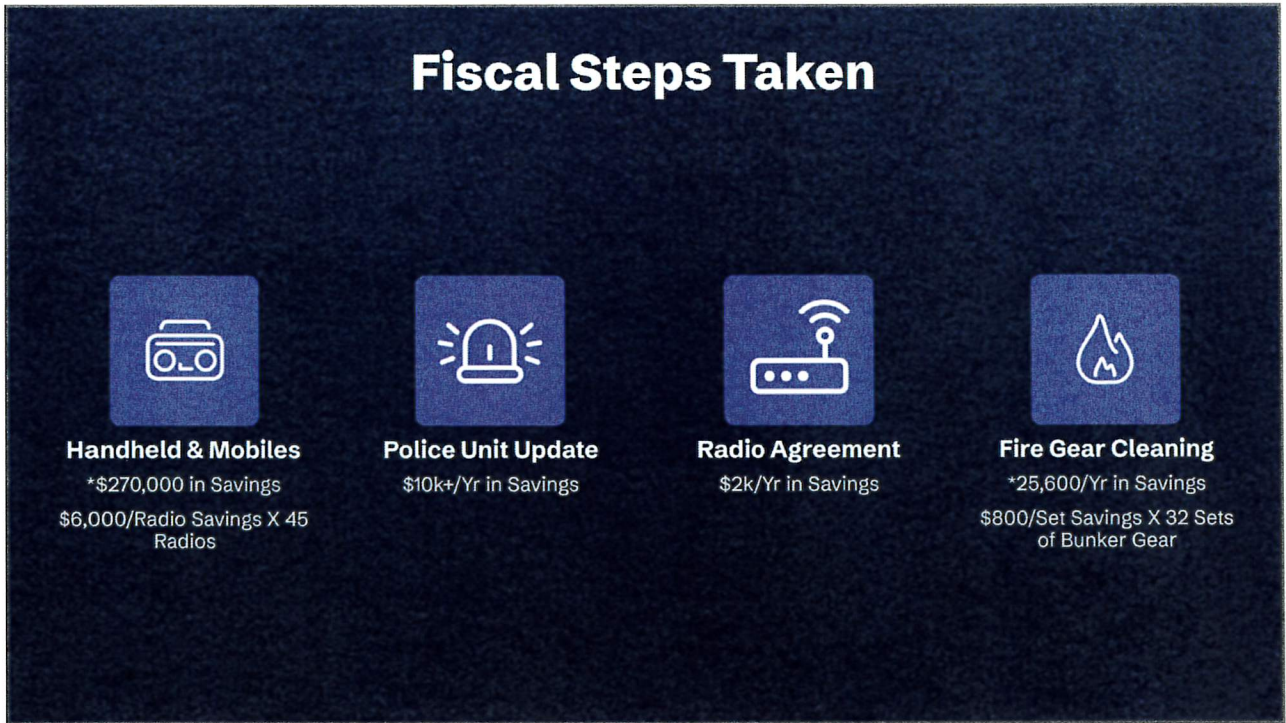 Fiscal Steps Taken
Handheld & Mobiles
*$270,000 in Savings
$6,000/Radio Savings X 45
Radios
Police Unit Update
$10k+/Yr in Savings
Radio Agreement
$2k/Yr in Savings
Fire Gear Cleaning
*25,600/Yr in Savings
$800/Set Savings X 32 Sets
of Bunker Gear